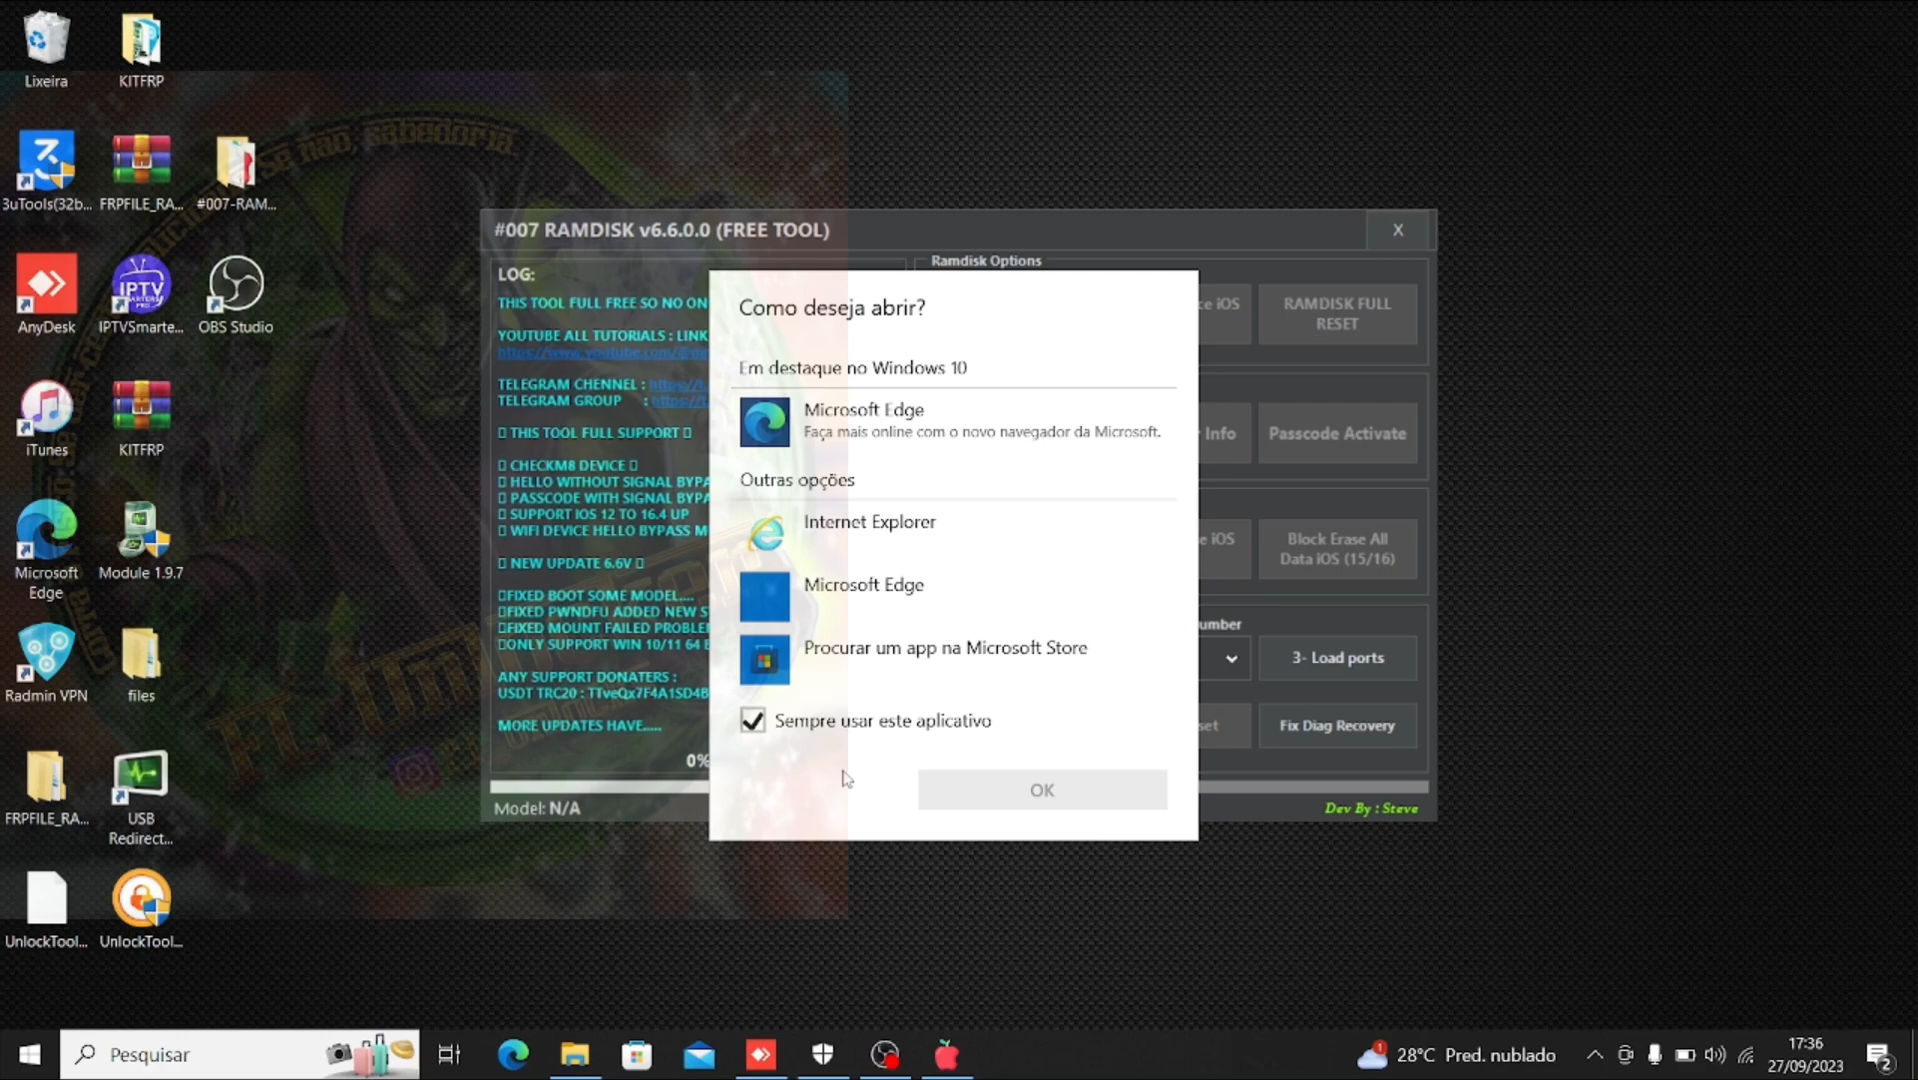 Lixeira
KITFRP
3uTools(32b...
FRPFILE_RA...
#007-RAM...
AnyDesk
IPTVSmarte...
OBS Studio
iTunes
KITFRP
Microsoft
Edge
Module 1.9.7
Radmin VPN
files
FRPFILE_RA...
USB
Redirect...
UnlockTool...
UnlockTool...
#007 RAMDISK v6.6.0.0 (FREE TOOL)
X
LOG:
THIS TOOL FULL FREE SO NO ON
YOUTUBE ALL TUTORIALS : LINK
TELEGRAM CHENNEL : https://t.
TELEGRAM GROUP : https://t.
THIS TOOL FULL SUPPORT
CHECKM8 DEVICE
HELLO WITHOUT SIGNAL BYPA
PASSCODE WITH SIGNAL BYPA
SUPPORT IOS 12 TO 16.4 UP
WIFI DEVICE HELLO BYPASS M
NEW UPDATE 6.6V
FIXED BOOT SOME MODEL....
FIXED PWNDFU ADDED NEW S
FIXED MOUNT FAILED PROBLE
ONLY SUPPORT WIN 10/11 64 B
ANY SUPPORT DONATERS :
USDT TRC20 : TTveQx7F4A1SD4B
MORE UPDATES HAVE.....
0%
Model: N/A
Ramdisk Options
ce iOS
RAMDISK FULL
RESET
Info
Passcode Activate
e iOS
Block Erase All
Data iOS (15/16)
umber
3- Load ports
set
Fix Diag Recovery
Dev By : Steve
Como deseja abrir?
Em destaque no Windows 10
Microsoft Edge
Faça mais online com o novo navegador da Microsoft.
Outras opções
Internet Explorer
Microsoft Edge
Procurar um app na Microsoft Store
Sempre usar este aplicativo
OK
Pesquisar
28°C Pred. nublado
17:36
27/09/2023
2